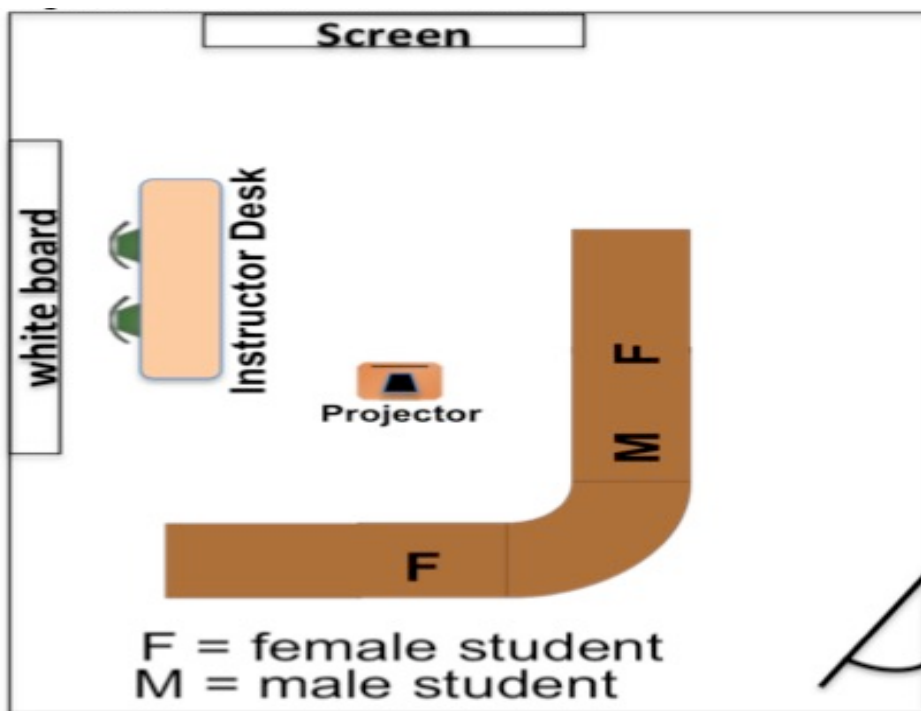 Screen
white board
Instructor Desk
F
Projector
M
F
F = female student
M = male student